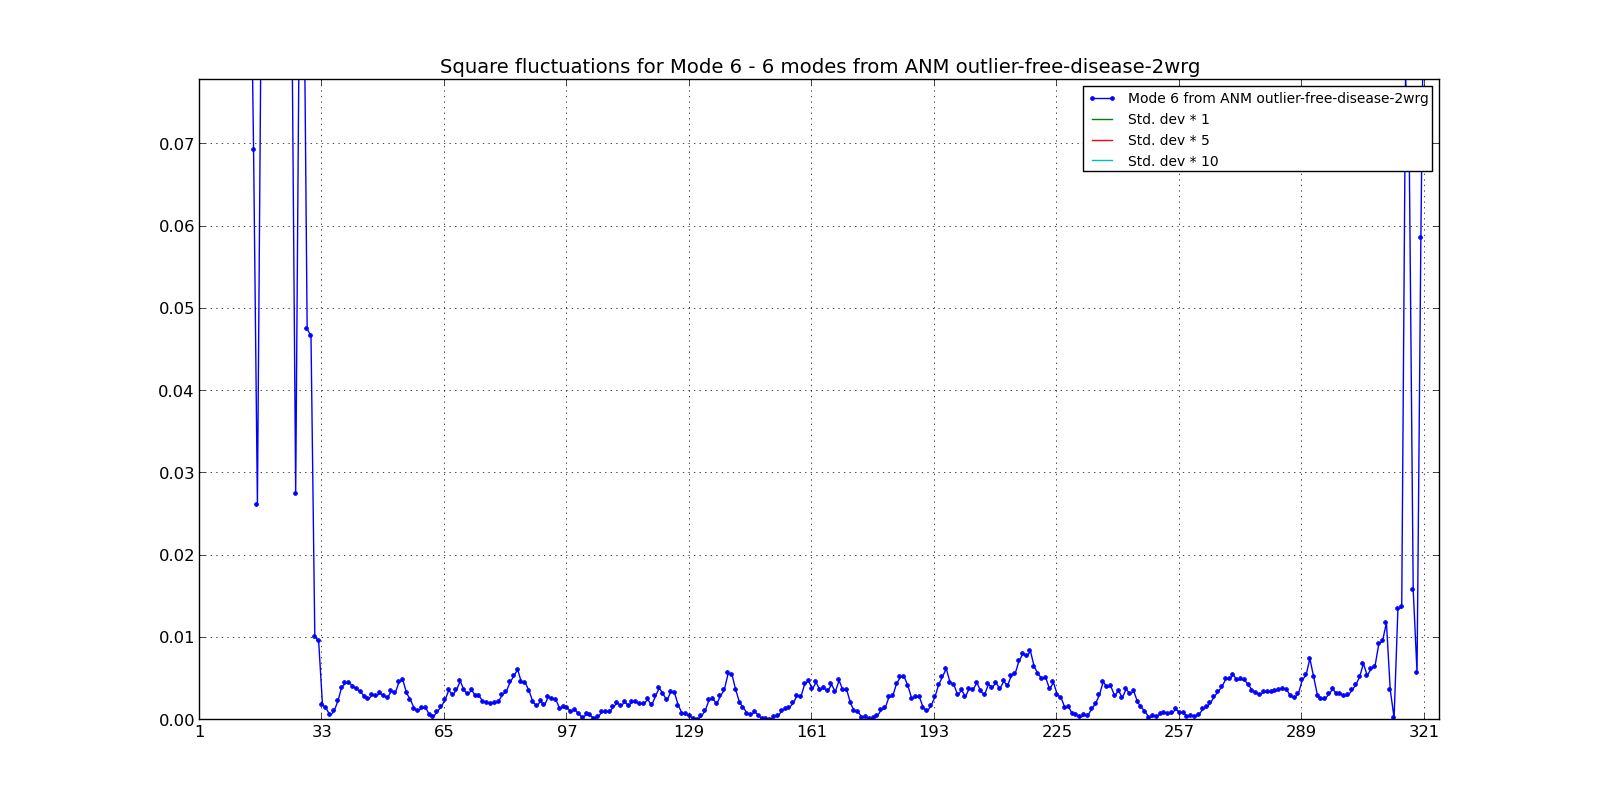 Square fluctuations for Mode 6 - 6 modes from ANM outlier-free-disease-2wrg
Mode 6 from ANM outlier-free-disease-2wrg
Std. dev * 1
Std. dev * 5
Std. dev * 10
0.07
0.06
0.05
0.04
0.03
0.02
0.01
0.00
1 33 65 97 129 161 193 225 257 289 321